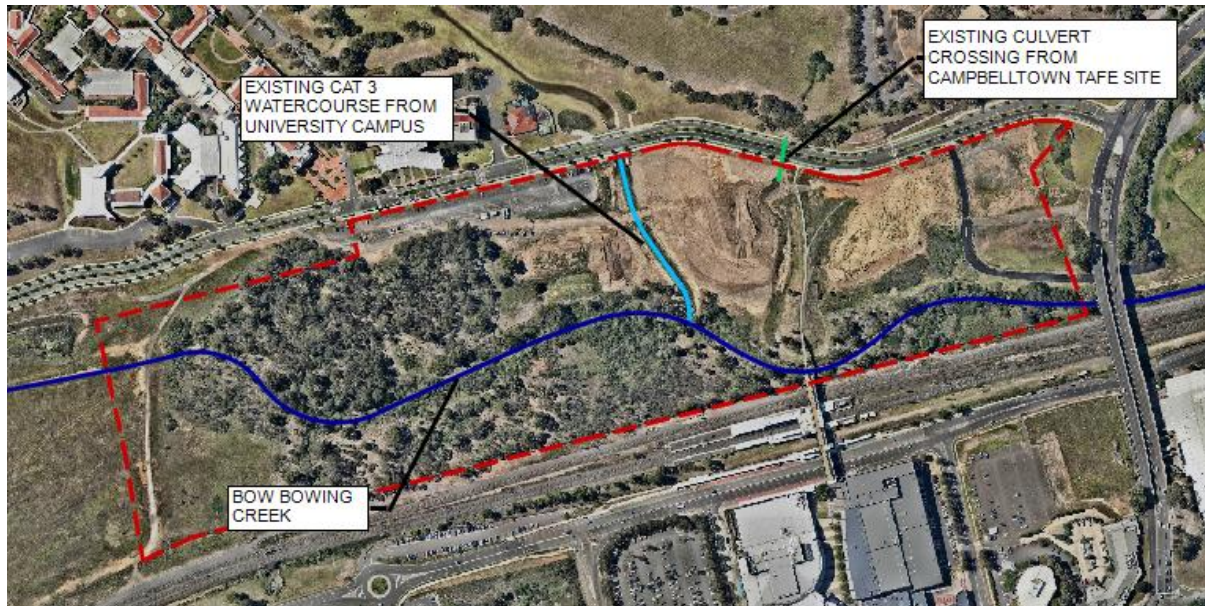 EXISTING CULVERT
CROSSING FROM
CAMPBELLTOWN TAFE SITE
EXISTING CAT 3
WATERCOURSE FROM
UNIVERSITY CAMPUS
BOW BOWING
CREEK